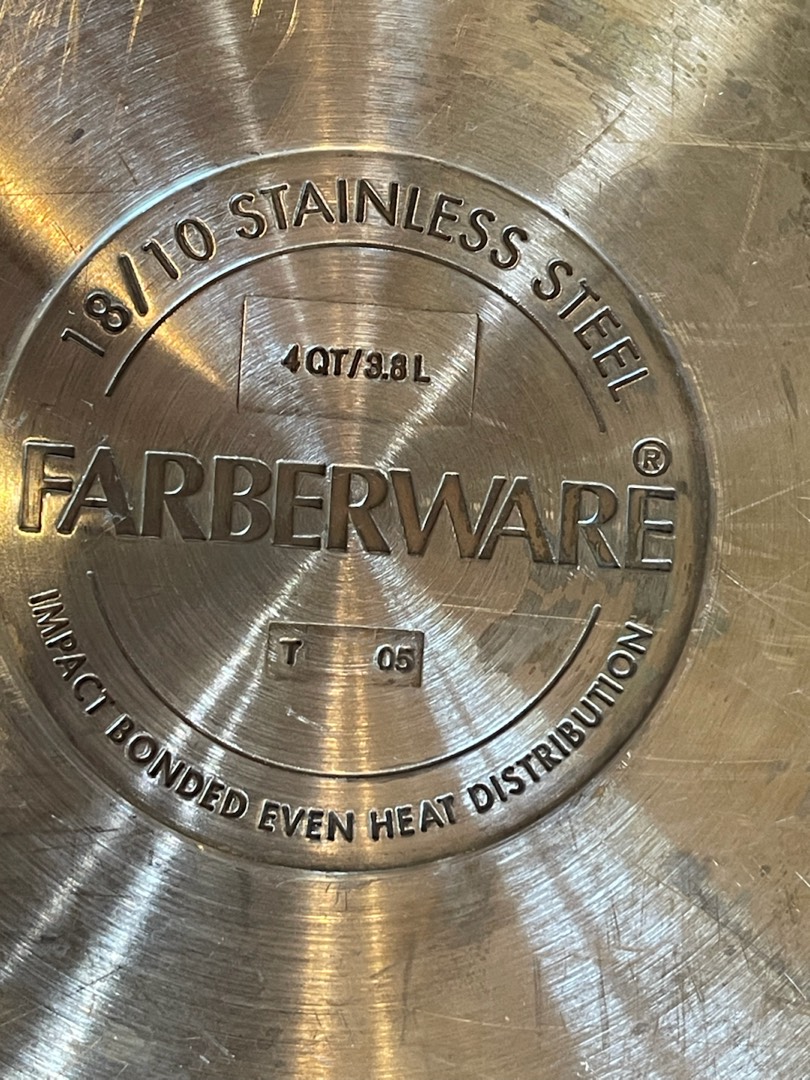 18/10 STAINLESS STEEL
4 QT/3.8 L
FARBERWARE®
T 05
IMPACT BONDED EVEN HEAT DISTRIBUTION